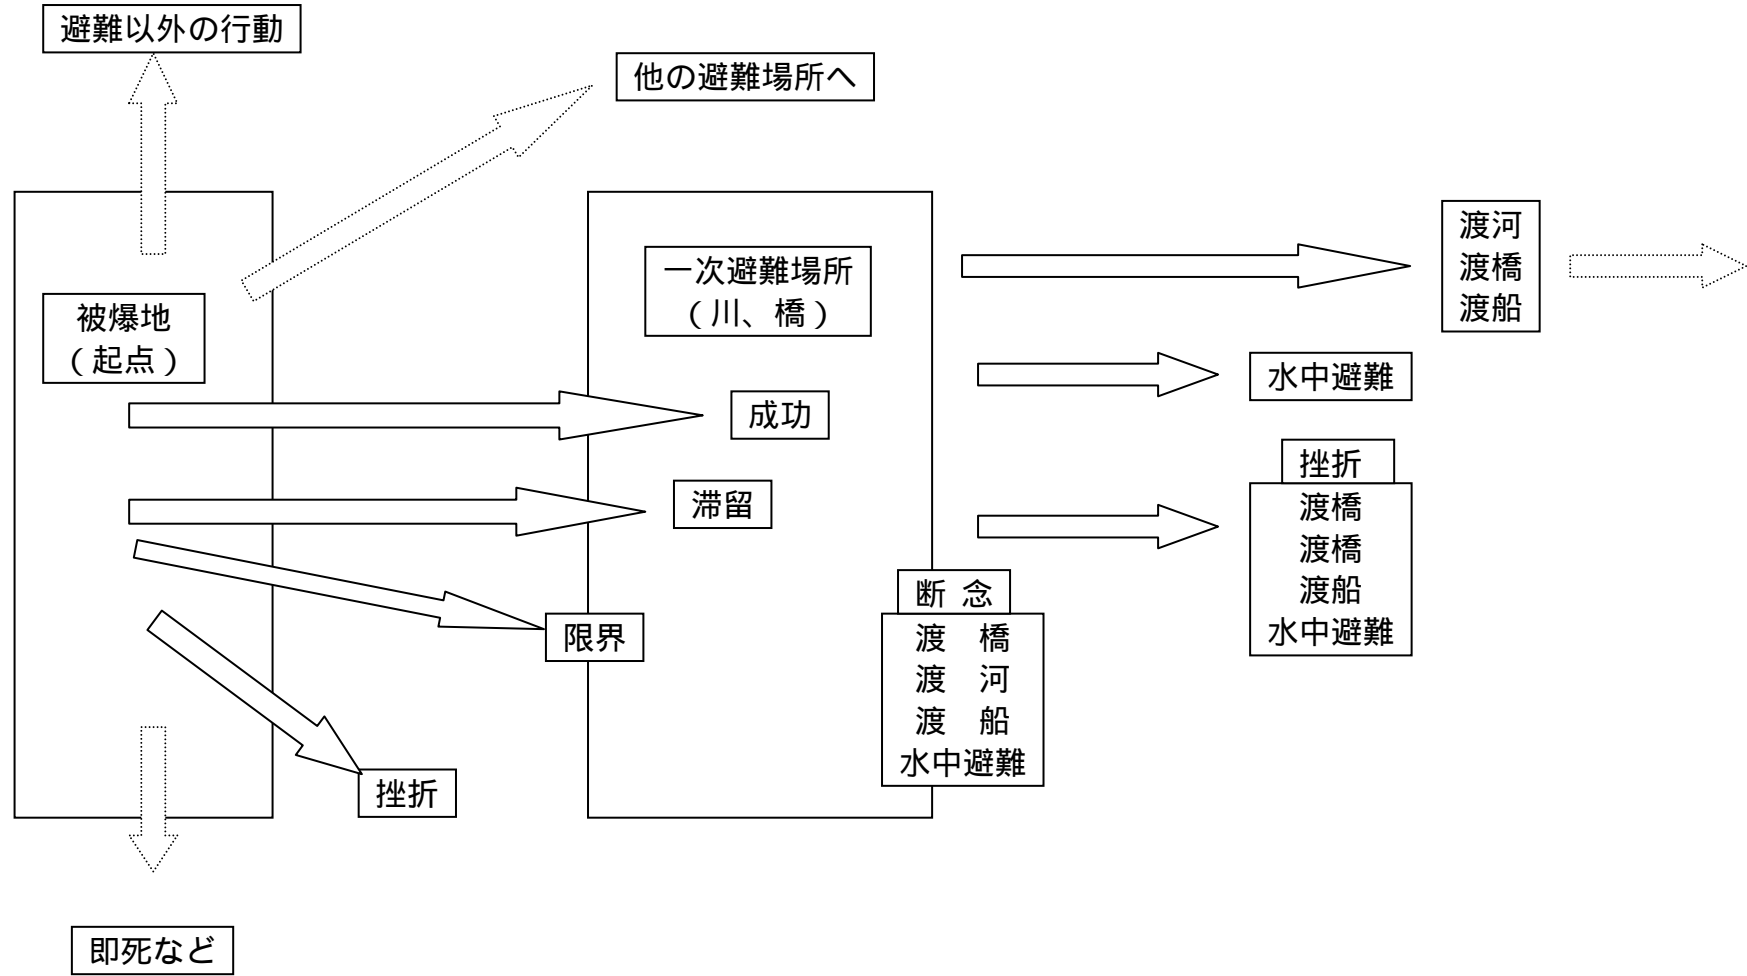 避難以外の行動
他の避難場所へ
被爆地
(起点)
一次避難場所
(川、橋)
成功
滞留
限界
挫折
即死など
断 念
渡　橋
渡　河
渡　船
水中避難
渡河
渡橋
渡船
水中避難
挫折
渡橋
渡橋
渡船
水中避難